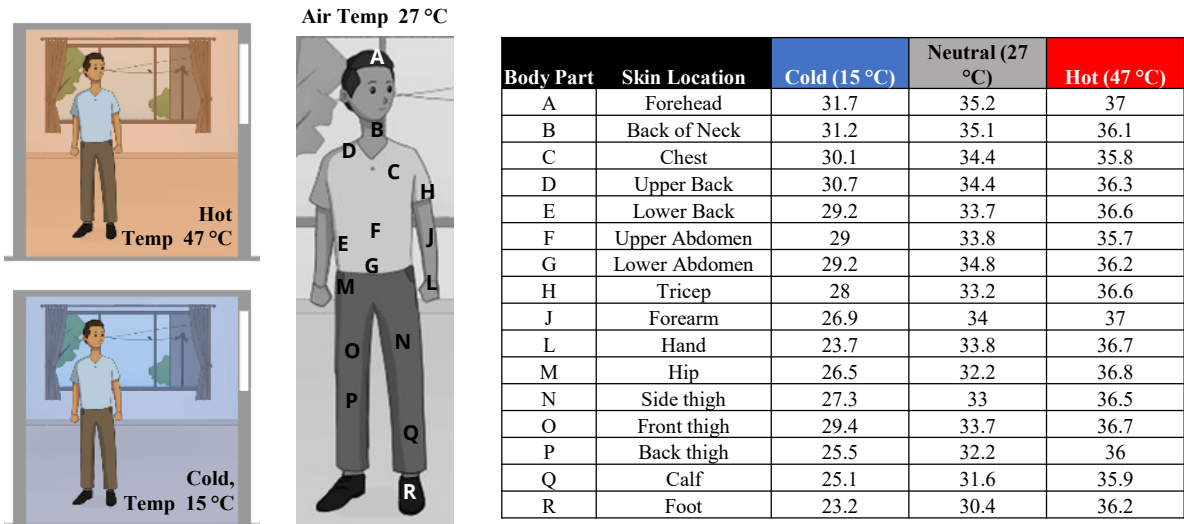 Air Temp 27 °C
Hot
Temp 47 °C
Cold,
Temp 15 °C
A
B
D
C
H
F
E
J
G
M
L
N
O
P
Q
R
Body Part Skin Location Cold (15 °C) Neutral (27 °C) Hot (47 °C)
A Forehead 31.7 35.2 37
B Back of Neck 31.2 35.1 36.1
C Chest 30.1 34.4 35.8
D Upper Back 30.7 34.4 36.3
E Lower Back 29.2 33.7 36.6
F Upper Abdomen 29 33.8 35.7
G Lower Abdomen 29.2 34.8 36.2
H Tricep 28 33.2 36.6
J Forearm 26.9 34 37
L Hand 23.7 33.8 36.7
M Hip 26.5 32.2 36.8
N Side thigh 27.3 33 36.5
O Front thigh 29.4 33.7 36.7
P Back thigh 25.5 32.2 36
Q Calf 25.1 31.6 35.9
R Foot 23.2 30.4 36.2